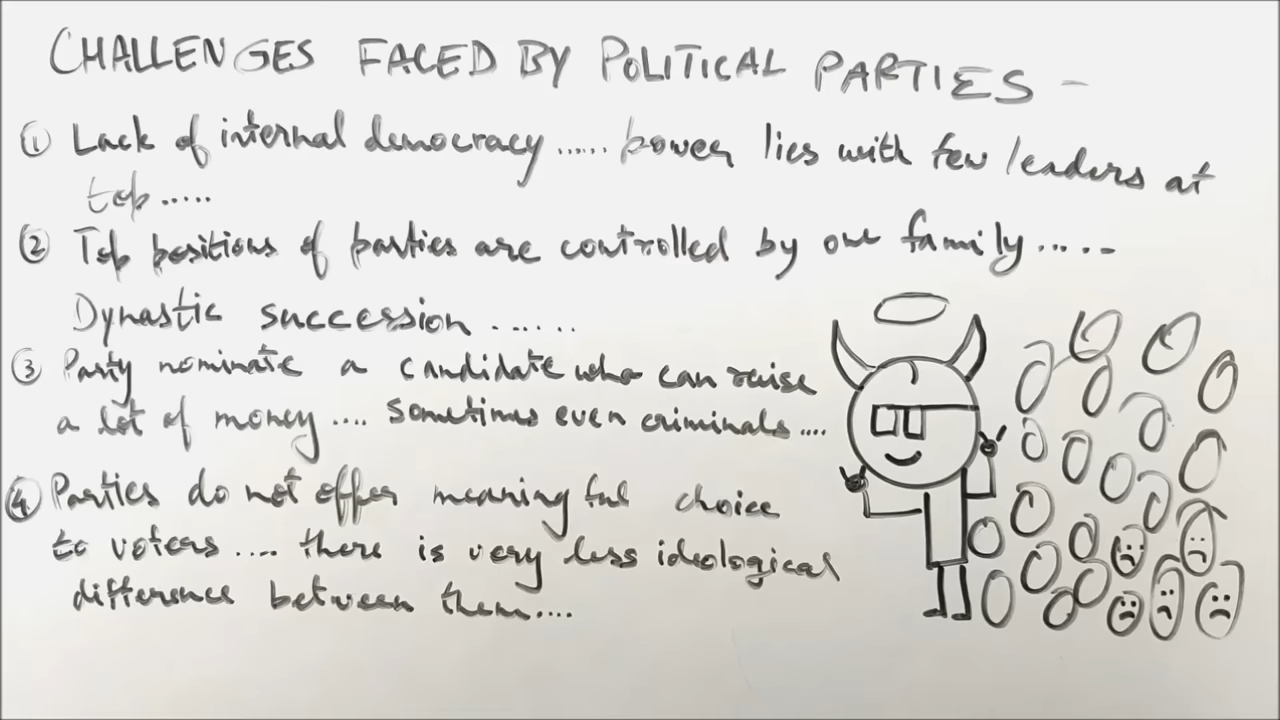 CHALLENGES FACED BY POLITICAL PARTIES -
① Lack of internal democracy ...... power lies with few leaders at
top.....
② Top positions of parties are controlled by one family.....
Dynastic succession ......
③ Party nominate a candidate who can raise
a lot of money .... sometimes even criminals ....
④ Parties do not offer meaningful choice
to voters .... there is very less ideological
difference between them....